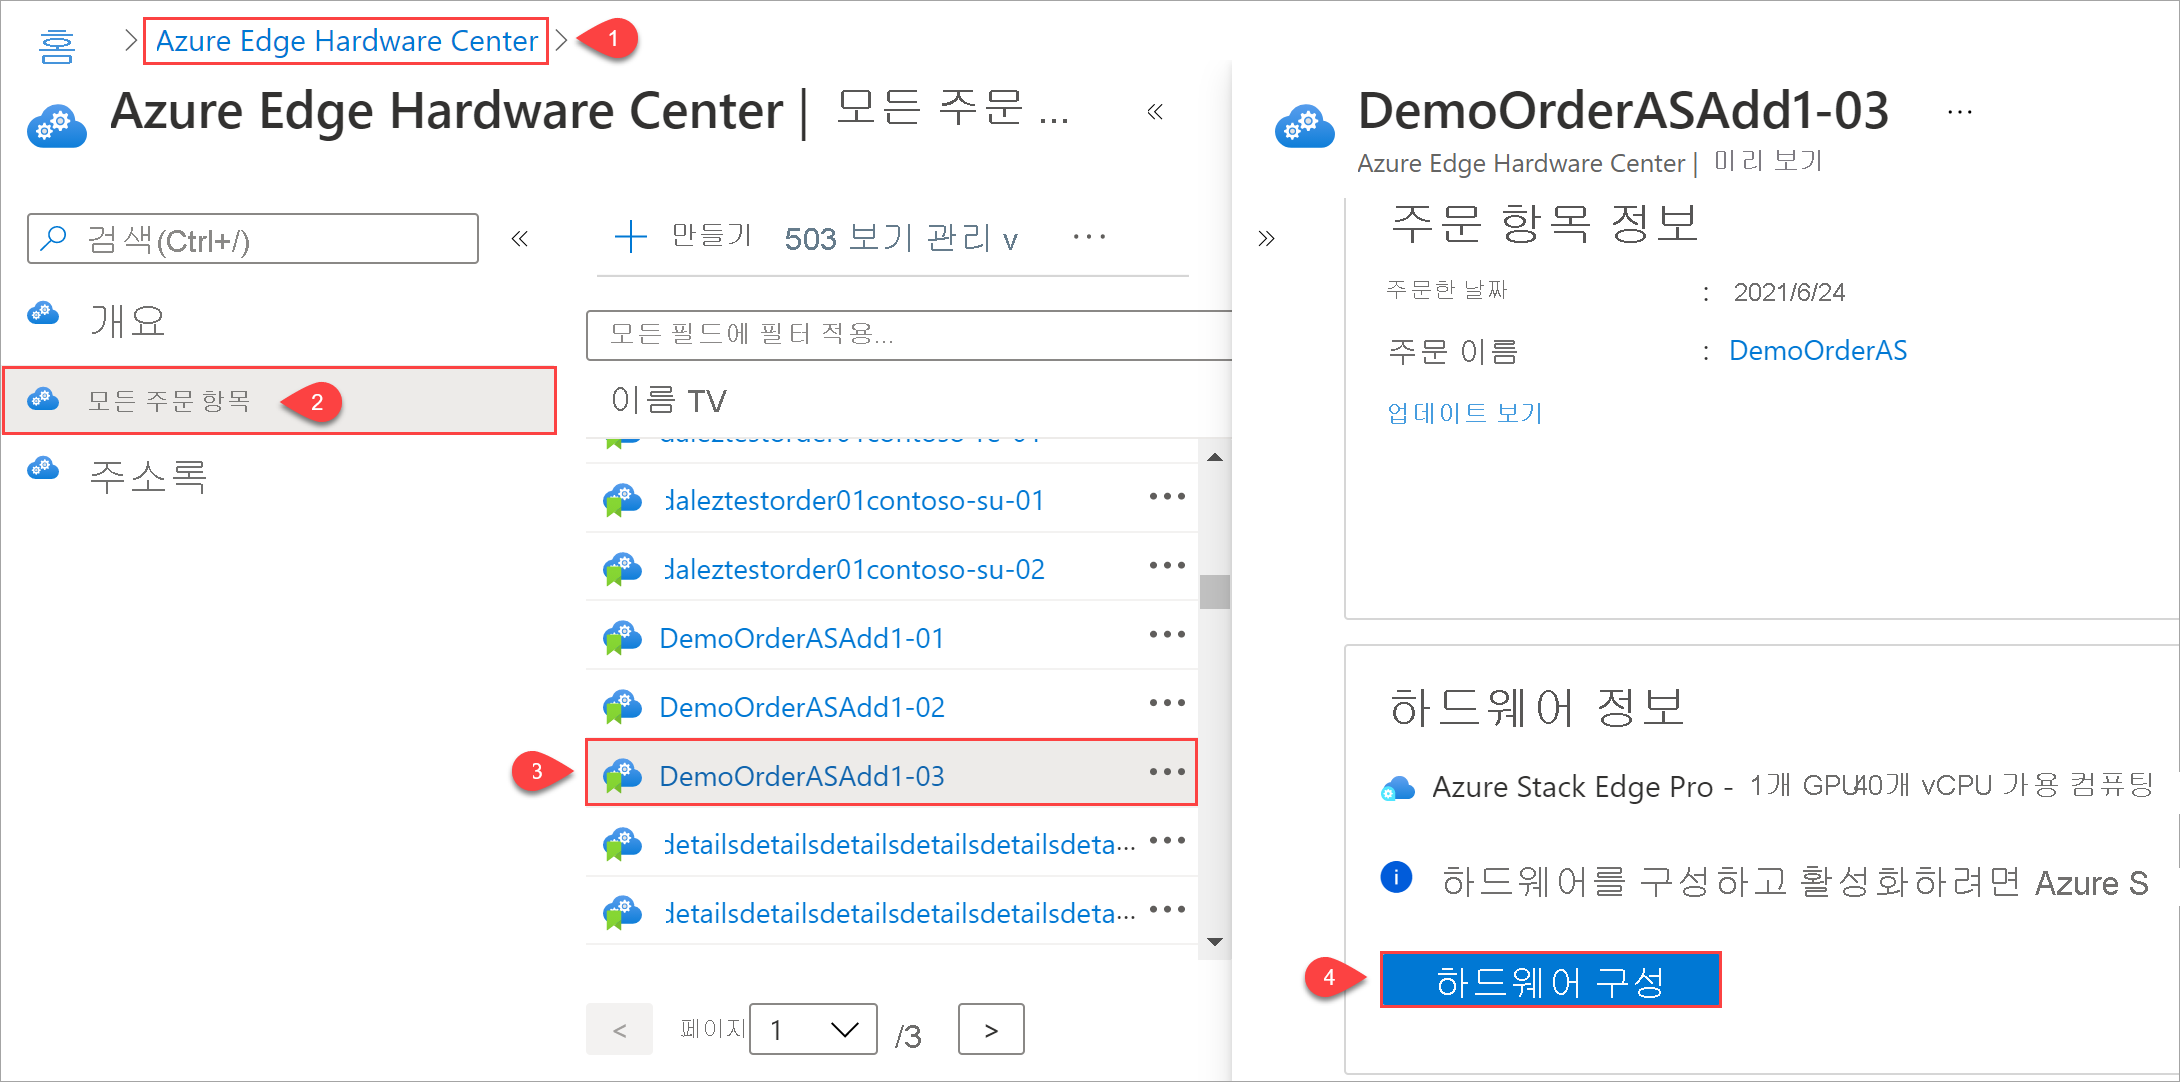 홈 > Azure Edge Hardware Center > 1
Azure Edge Hardware Center | 모든 주문 ... «
검색(Ctrl+/) «
개요
모든 주문 항목 2
주소록
+ 만들기 503 보기 관리 v ...
모든 필드에 필터 적용...
이름 TV
daleztestorder01contoso-su-01 ...
daleztestorder01contoso-su-02 ...
DemoOrderASAdd1-01 ...
DemoOrderASAdd1-02 ...
3 DemoOrderASAdd1-03 ...
detailsdetailsdetailsdetailsdetailsdeta... ...
detailsdetailsdetailsdetailsdetailsdeta... ...
< 페이지 1 /3 >
DemoOrderASAdd1-03 ...
Azure Edge Hardware Center | 미리 보기
»
주문 항목 정보
주문한 날짜 : 2021/6/24
주문 이름 : DemoOrderAS
업데이트 보기
하드웨어 정보
Azure Stack Edge Pro - 1개 GPU40개 vCPU 가용 컴퓨팅
하드웨어를 구성하고 활성화하려면 Azure S
4 하드웨어 구성